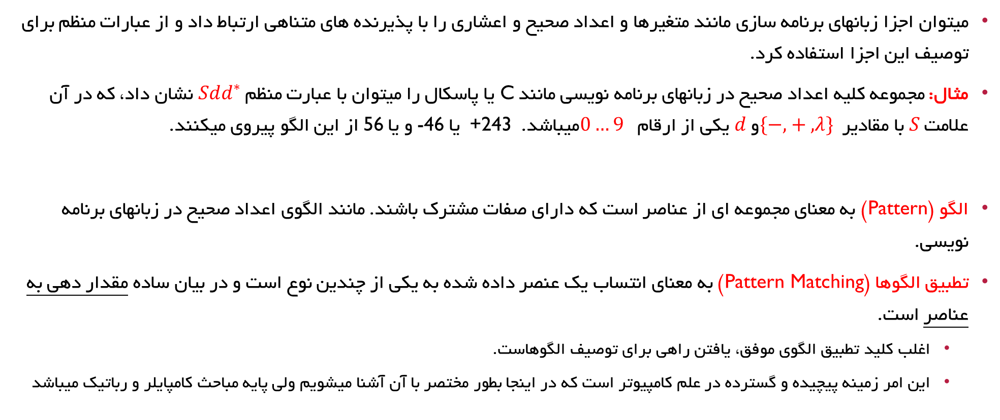 • میتوان اجزا زبانهای برنامه سازی مانند متغیرها و اعداد صحیح و اعشاری را با پذیرنده های متناهی ارتباط داد و از عبارات منظم برای
توصیف این اجزا استفاده کرد.
• مثال: مجموعه کلیه اعداد صحیح در زبانهای برنامه نویسی مانند C یا پاسکال را میتوان با عبارت منظم Sdd* نشان داد، که در آن
علامت S با مقادیر {−, + ,λ} و d یکی از ارقام 0 … 9 میباشد. 243+ یا 46- و یا 56 از این الگو پیروی میکنند.
• الگو (Pattern) به معنای مجموعه ای از عناصر است که دارای صفات مشترک باشند. مانند الگوی اعداد صحیح در زبانهای برنامه
نویسی.
• تطبیق الگوها (Pattern Matching) به معنای انتساب یک عنصر داده شده به یکی از چندین نوع است و در بیان ساده مقدار دهی به
عناصر است.
• اغلب کلید تطبیق الگوی موفق، یافتن راهی برای توصیف الگوهاست.
• این امر زمینه پیچیده و گسترده در علم کامپیوتر است که در اینجا بطور مختصر با آن آشنا میشویم ولی پایه مباحث کامپایلر و رباتیک میباشد